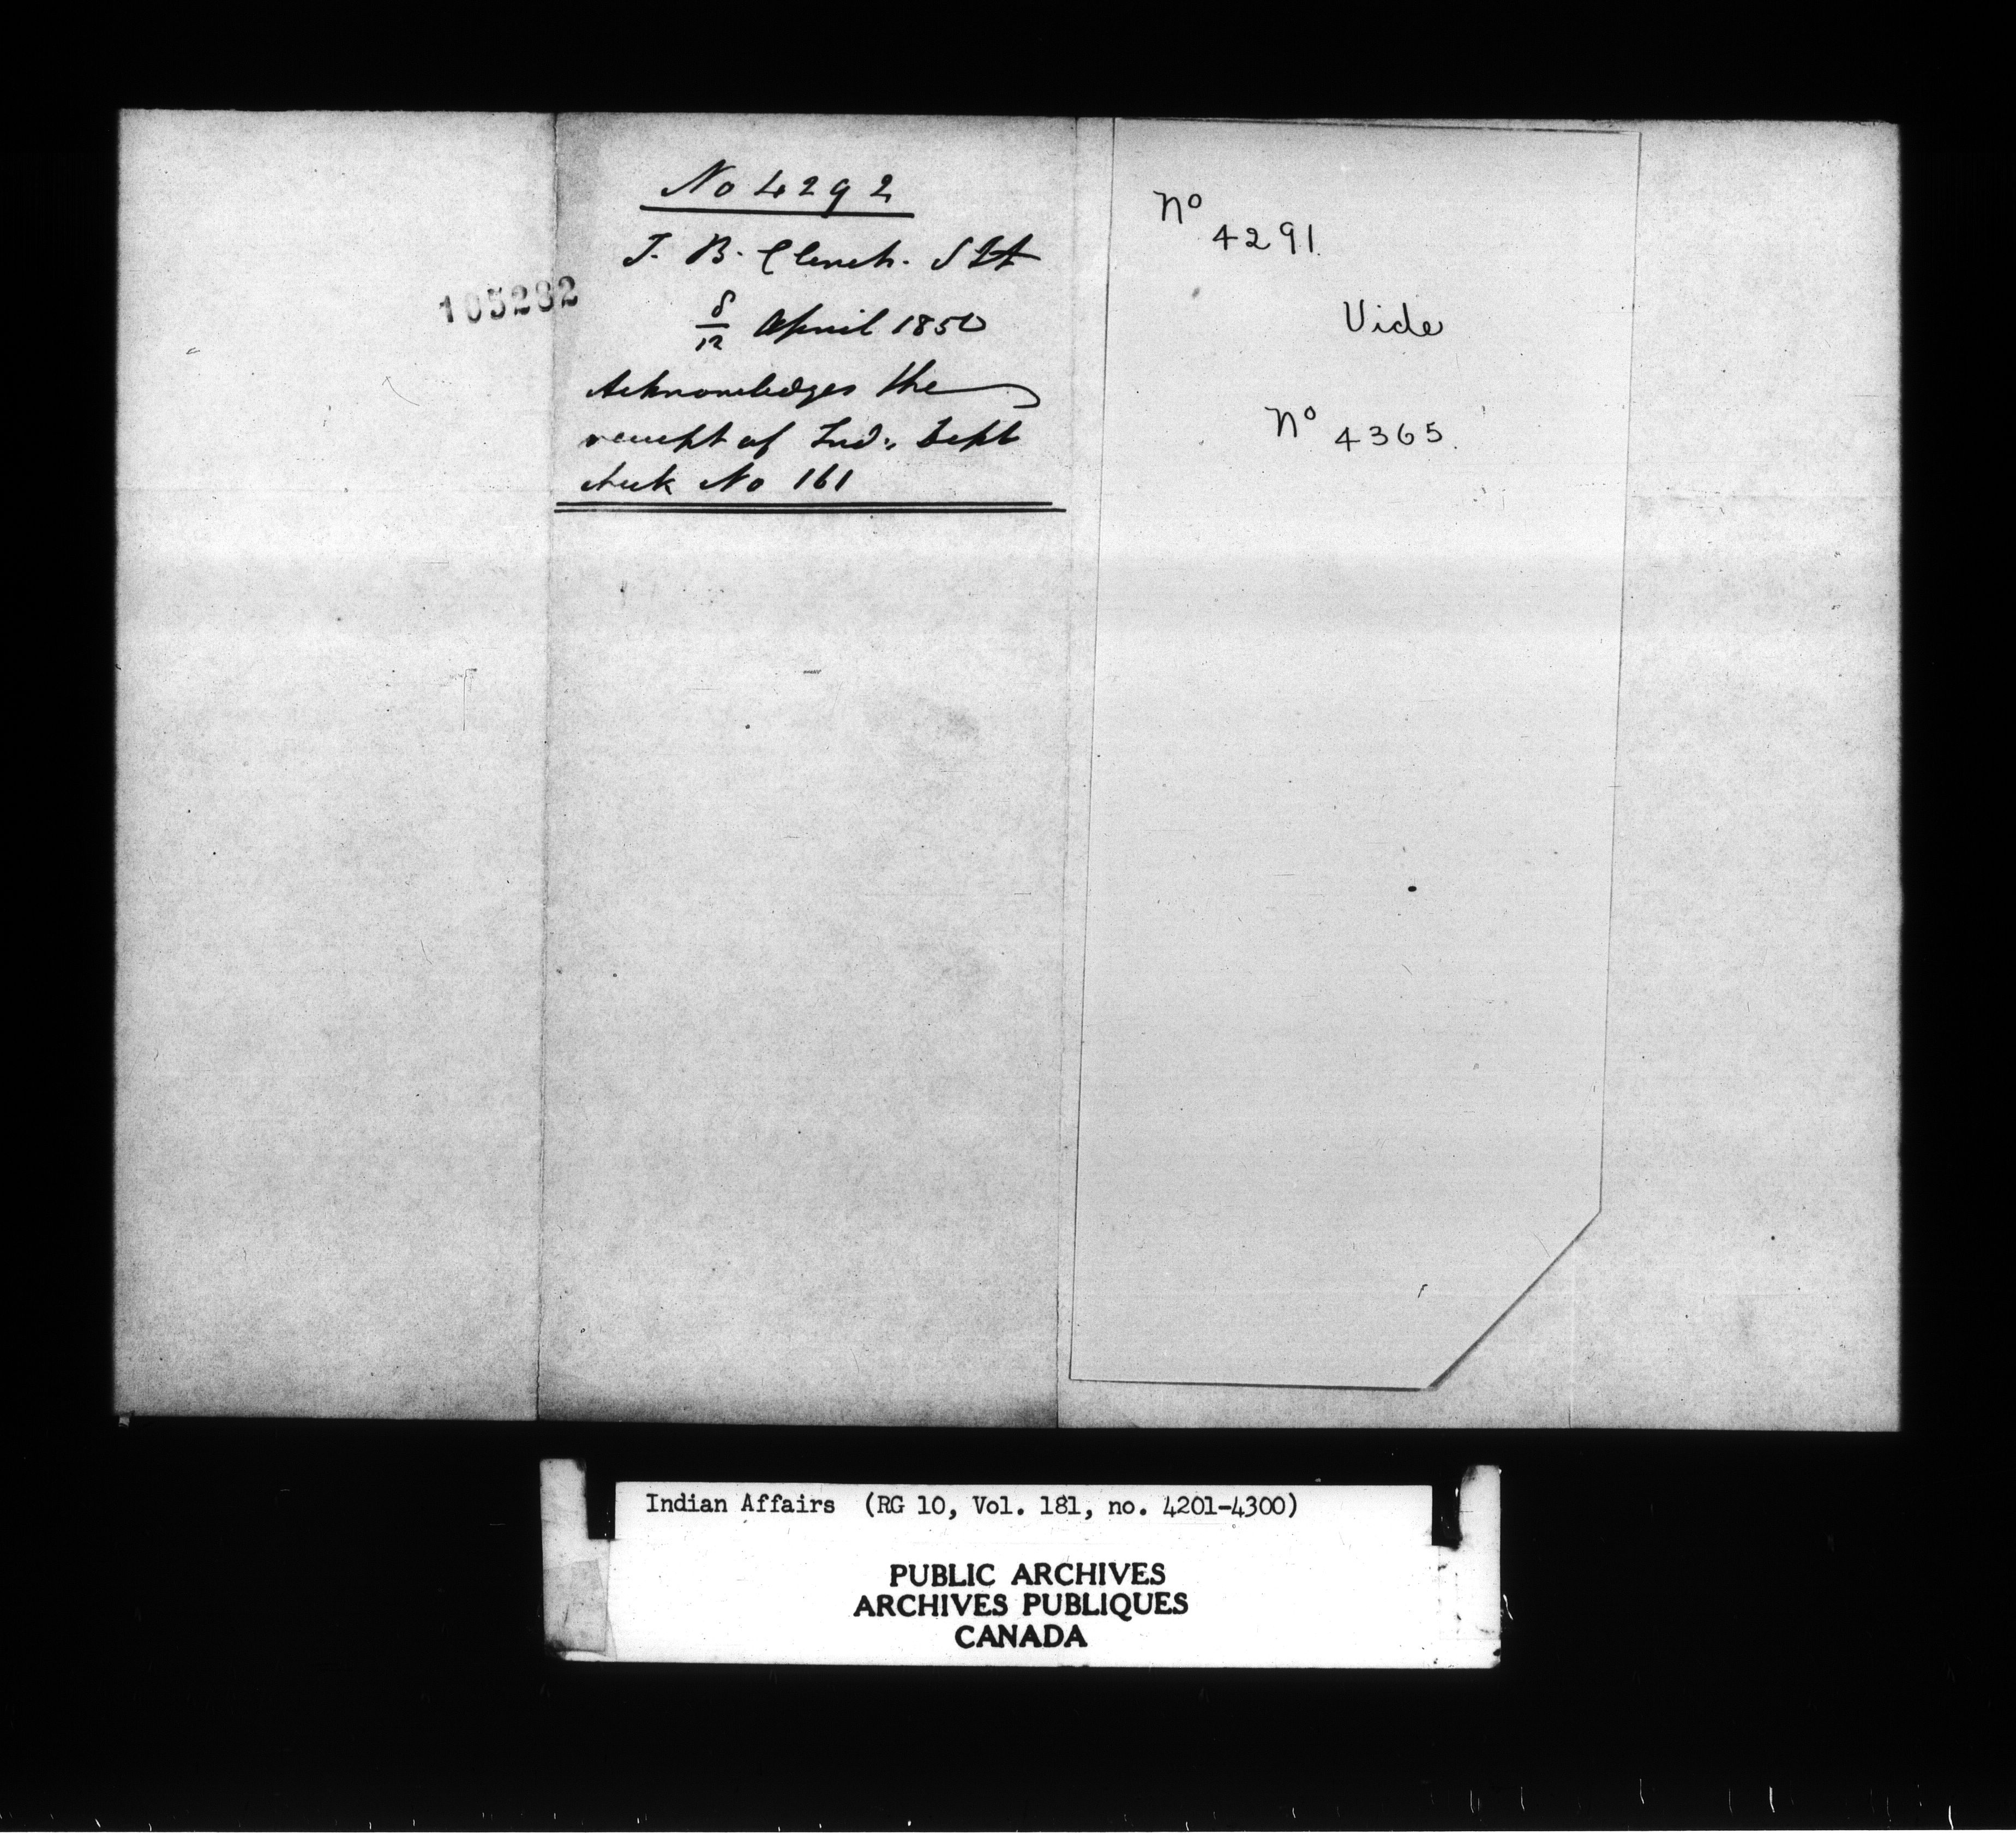 105282
No 4292
J. B. Clench. S Et
8/12 April 1850
Acknowledges the
receipt of Ind: Dept
check No 161
No
4291.
Vide
No
4365.
Indian Affairs (RG 10, Vol. 181, no. 4201-4300)
PUBLIC ARCHIVES
ARCHIVES PUBLIQUES
CANADA